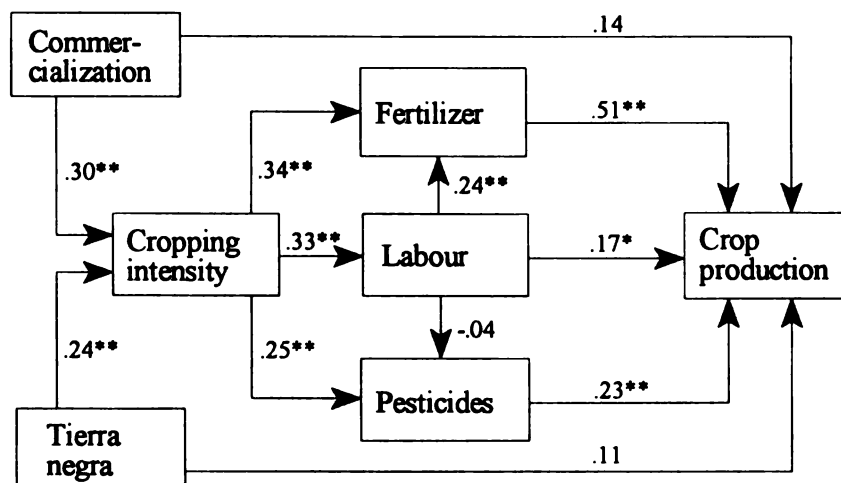 Commer-
cialization
.14
Fertilizer
.51**
.30**
.34**
.24**
Cropping
intensity
.33**
Labour
.17*
Crop
production
-.04
.24**
.25**
Pesticides
.23**
Tierra
negra
.11